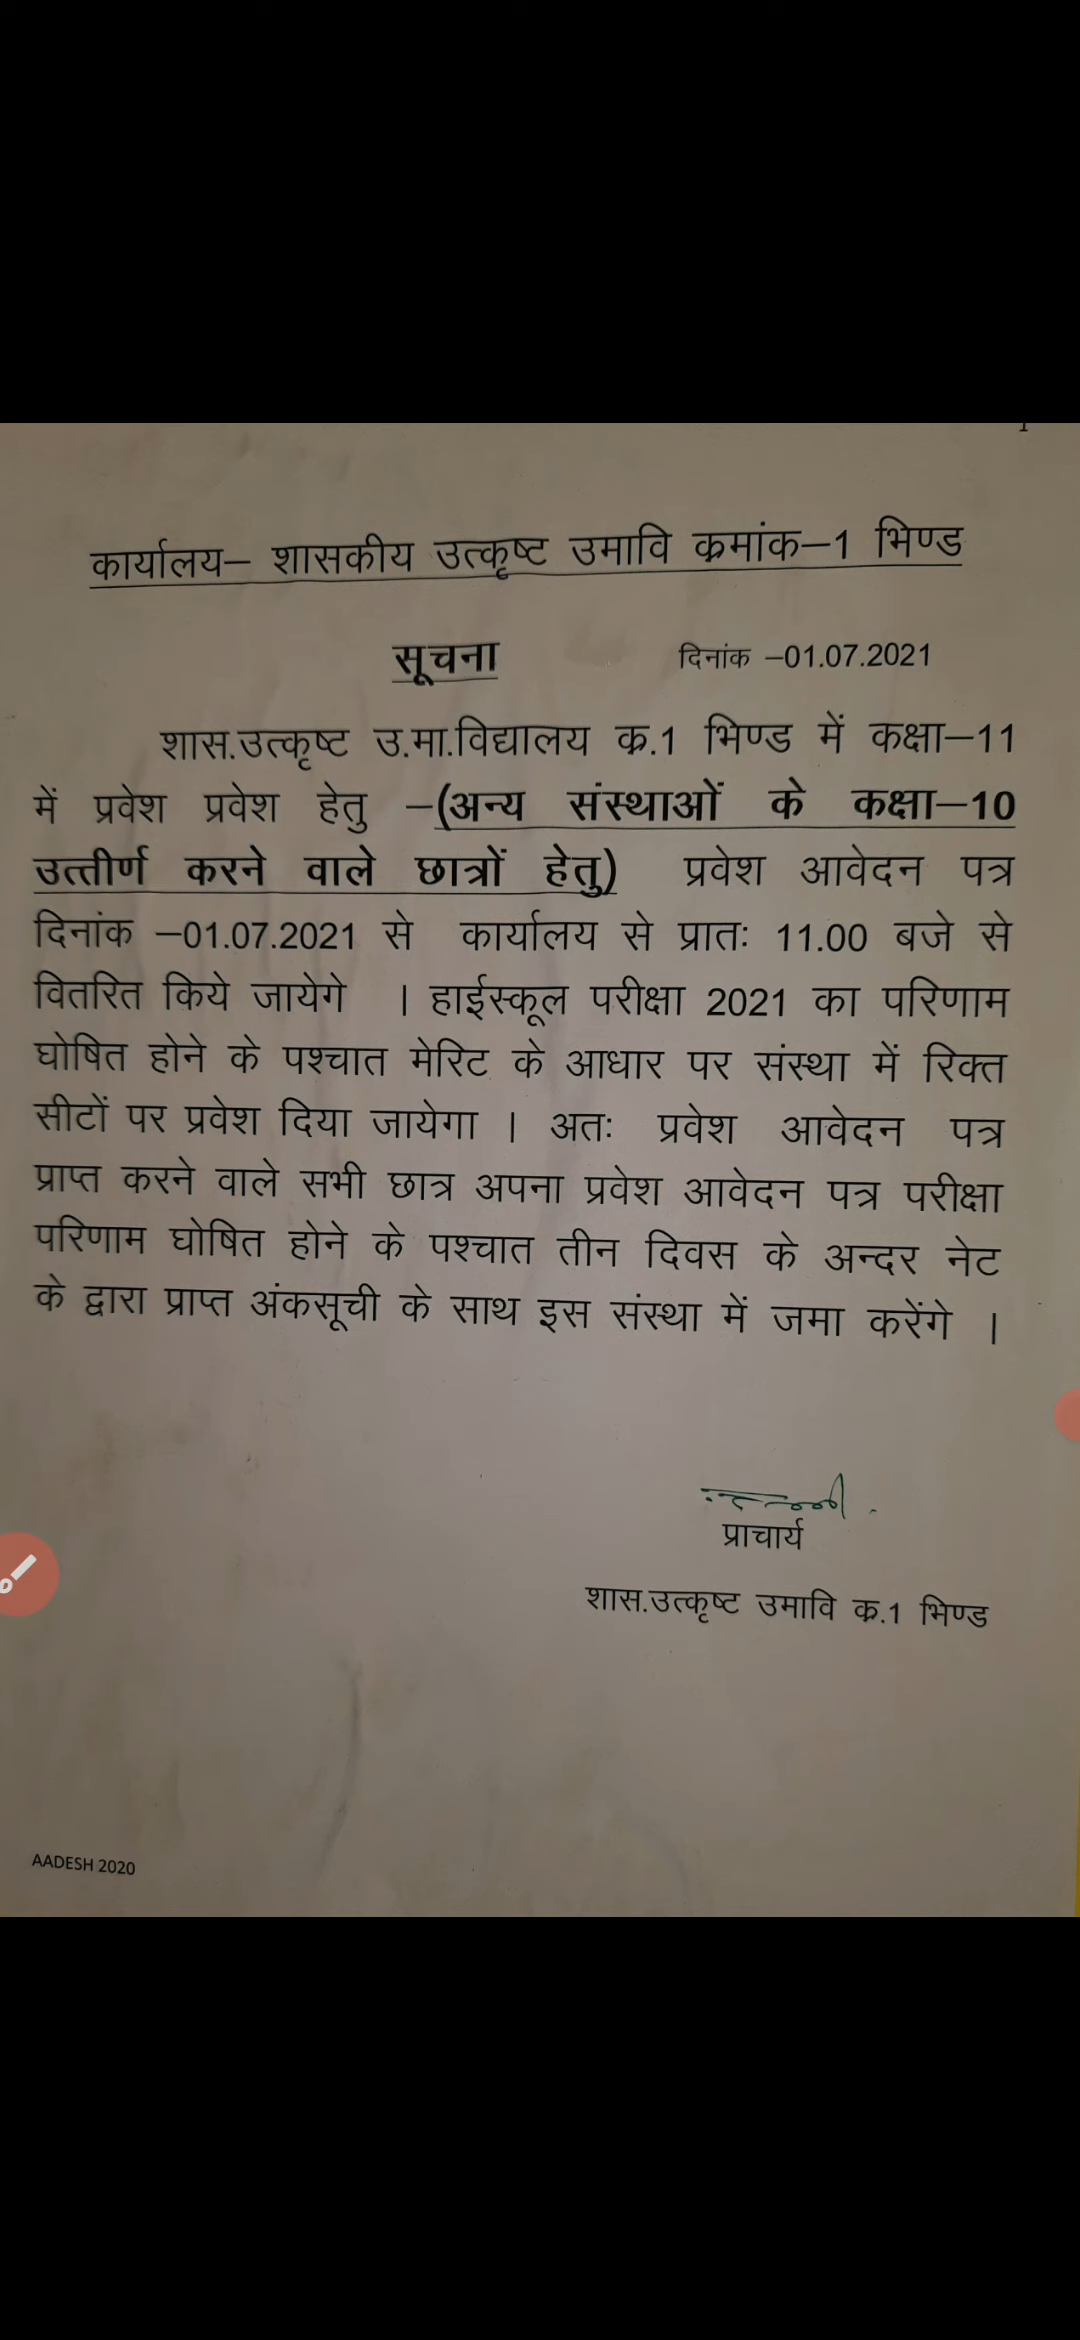 1
कार्यालय– शासकीय उत्कृष्ट उमावि क्रमांक–1 भिण्ड
सूचना दिनांक –01.07.2021
शास.उत्कृष्ट उ.मा.विद्यालय क्र.1 भिण्ड में कक्षा–11
में प्रवेश प्रवेश हेतु –(अन्य संस्थाओं के कक्षा–10
उत्तीर्ण करने वाले छात्रों हेतु) प्रवेश आवेदन पत्र
दिनांक –01.07.2021 से कार्यालय से प्रातः 11.00 बजे से
वितरित किये जायेगे । हाईस्कूल परीक्षा 2021 का परिणाम
घोषित होने के पश्चात मेरिट के आधार पर संस्था में रिक्त
सीटों पर प्रवेश दिया जायेगा । अतः प्रवेश आवेदन पत्र
प्राप्त करने वाले सभी छात्र अपना प्रवेश आवेदन पत्र परीक्षा
परिणाम घोषित होने के पश्चात तीन दिवस के अन्दर नेट
के द्वारा प्राप्त अंकसूची के साथ इस संस्था में जमा करेंगे ।
प्राचार्य
शास.उत्कृष्ट उमावि क्र.1 भिण्ड
AADESH 2020